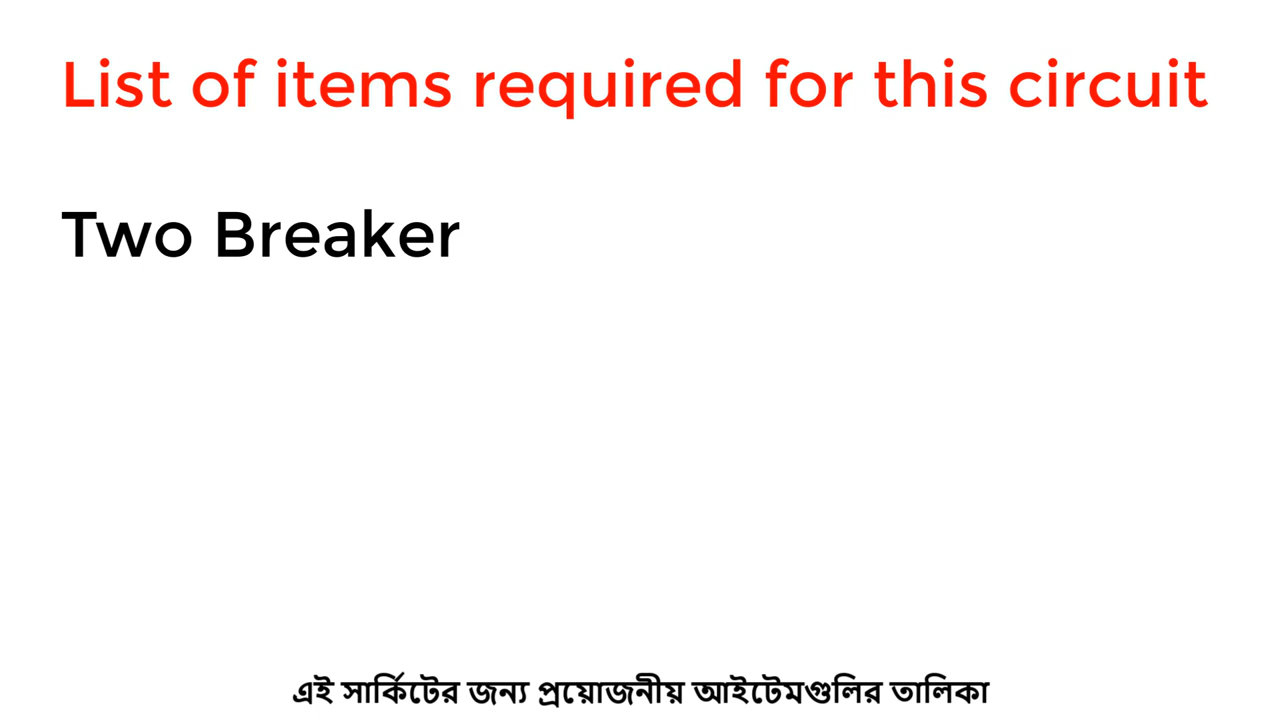 List of items required for this circuit
Two Breaker
এই সার্কিটের জন্য প্রয়োজনীয় আইটেমগুলির তালিকা